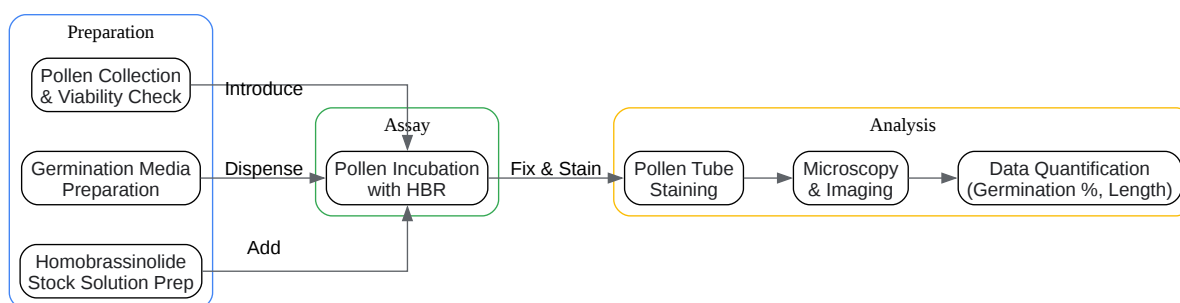 Preparation
Pollen Collection
& Viability Check
Introduce
Germination Media
Preparation
Dispense
Homobrassinolide
Stock Solution Prep
Add
Assay
Pollen Incubation
with HBR
Fix & Stain
Analysis
Pollen Tube
Staining
Microscopy
& Imaging
Data Quantification
(Germination %, Length)